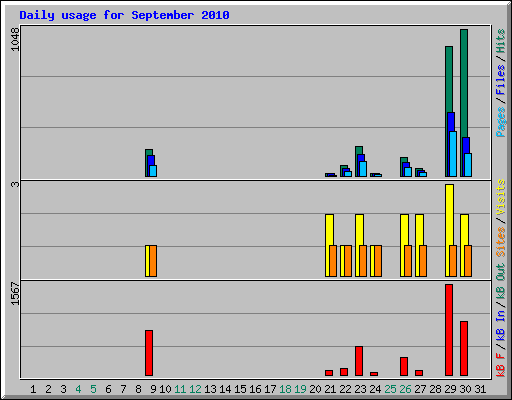 Daily usage for September 2010
1048
3
1567
Pages / Files / Hits
Sites / Visits
kB F / kB In / kB Out
1 2 3 4 5 6 7 8 9 10 11 12 13 14 15 16 17 18 19 20 21 22 23 24 25 26 27 28 29 30 31